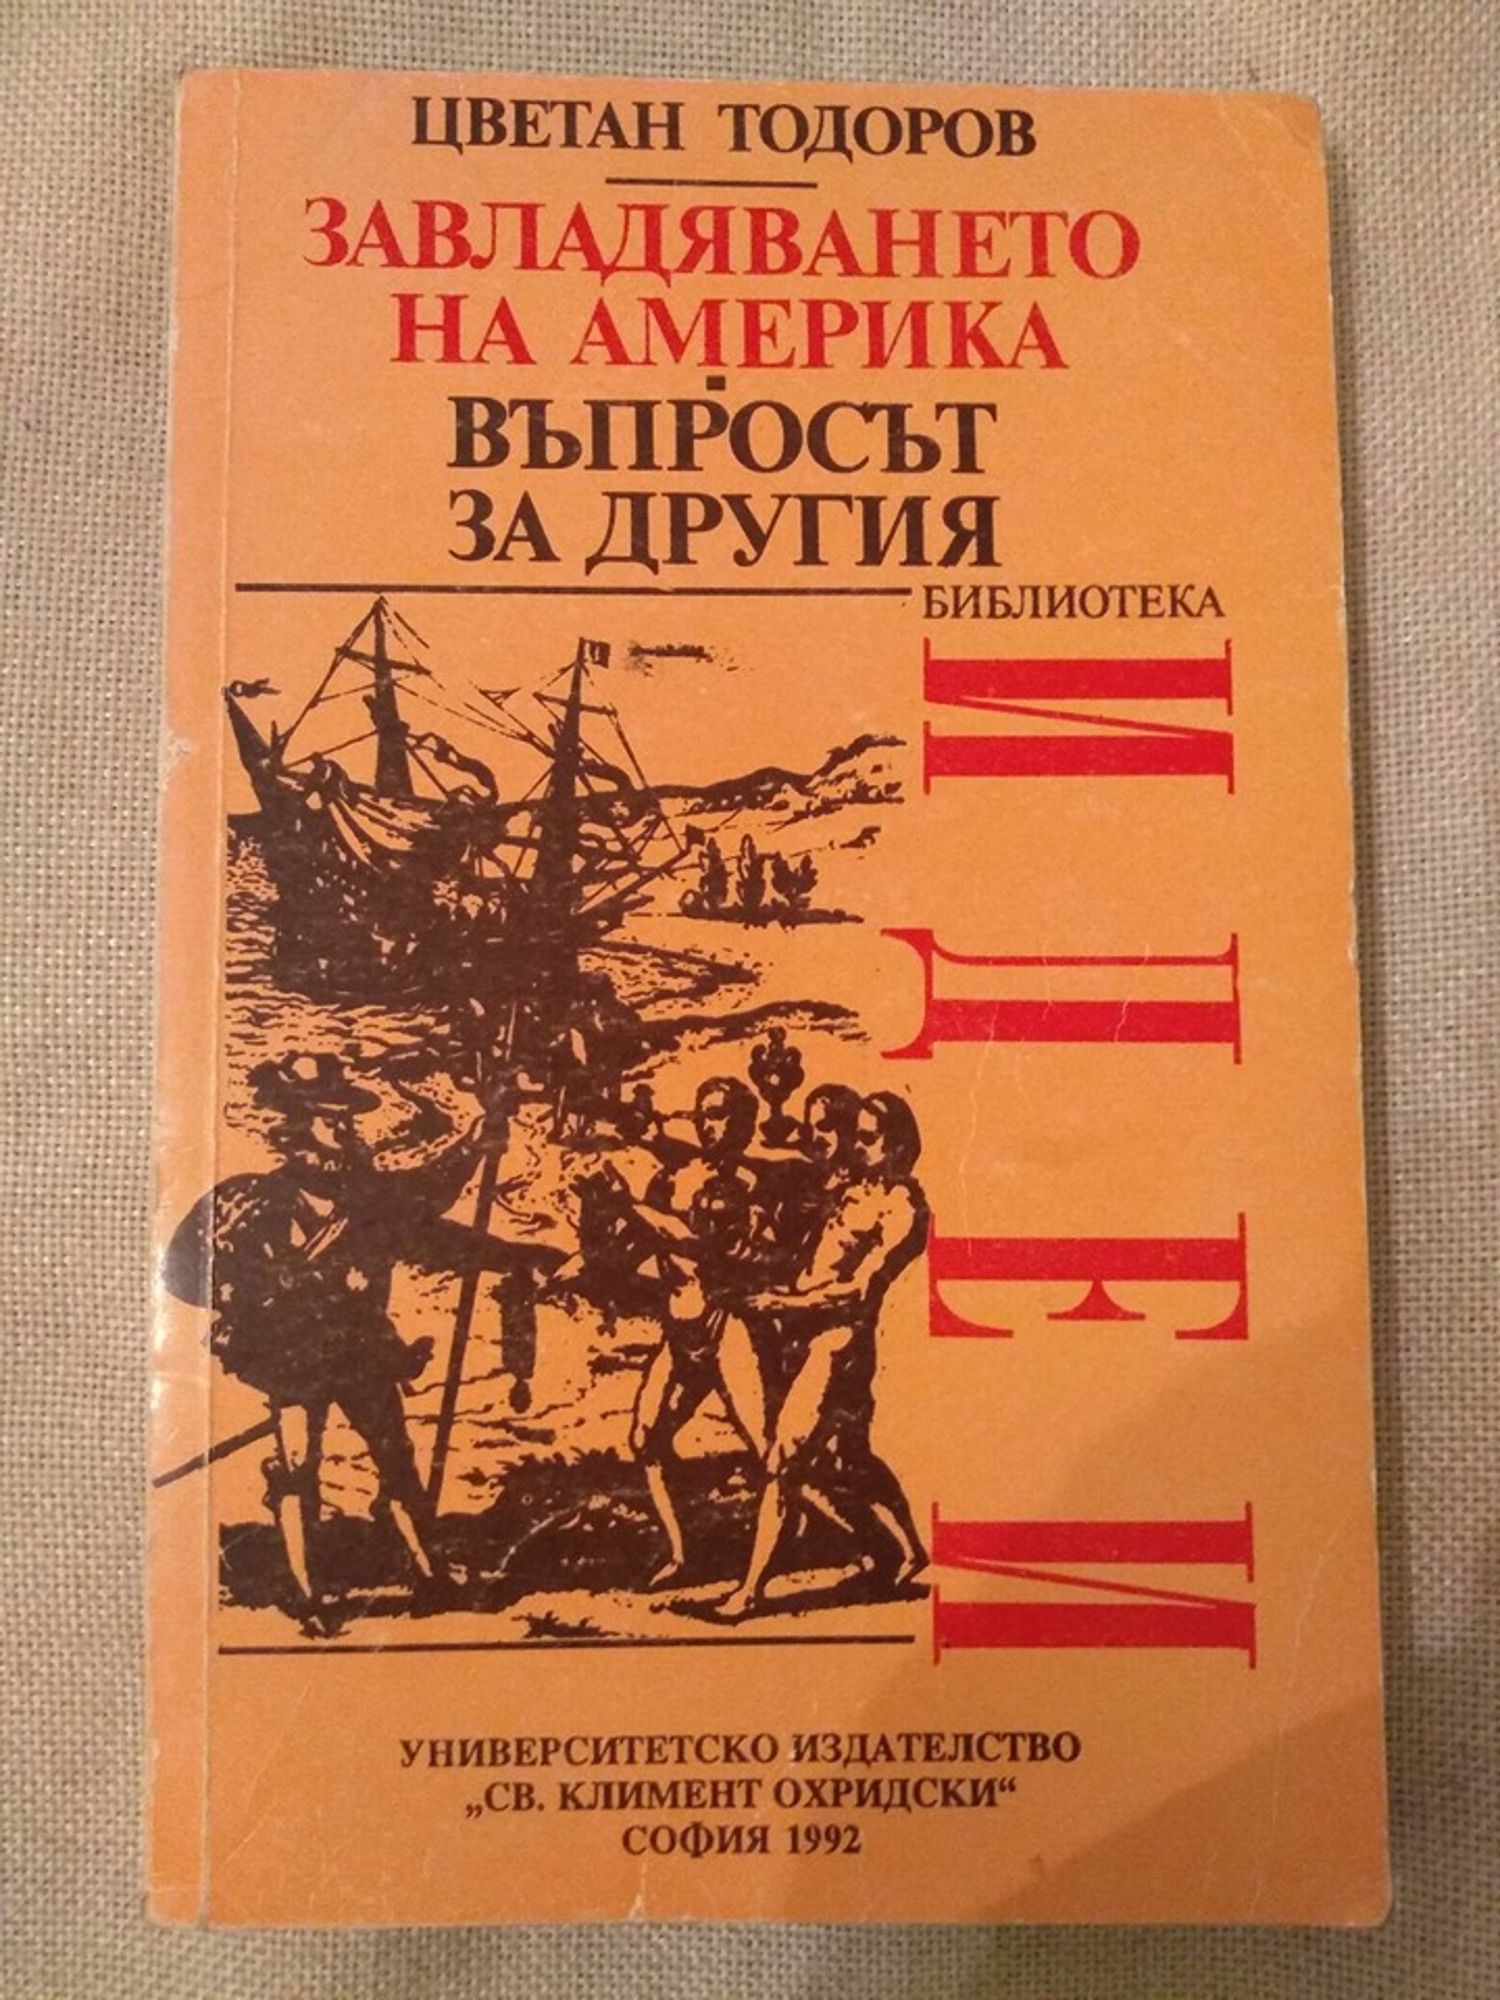 ЦВЕТАН ТОДОРОВ
ЗАВЛАДЯВАНЕТО
НА АМЕРИКА
ВЪПРОСЪТ
ЗА ДРУГИЯ
БИБЛИОТЕКА
ИДЕИ
УНИВЕРСИТЕТСКО ИЗДАТЕЛСТВО
„СВ. КЛИМЕНТ ОХРИДСКИ“
СОФИЯ 1992